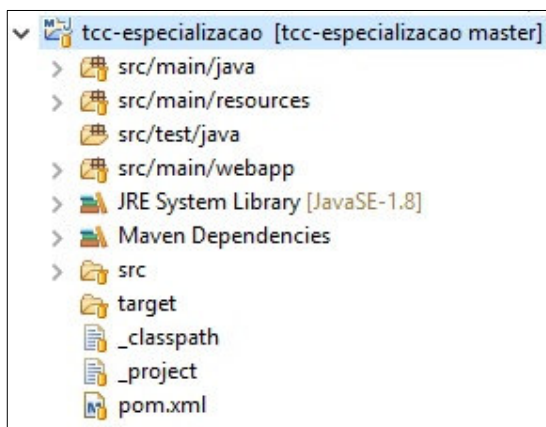 tcc-especializacao [tcc-especializacao master]
src/main/java
src/main/resources
src/test/java
src/main/webapp
JRE System Library [JavaSE-1.8]
Maven Dependencies
src
target
_classpath
_project
pom.xml